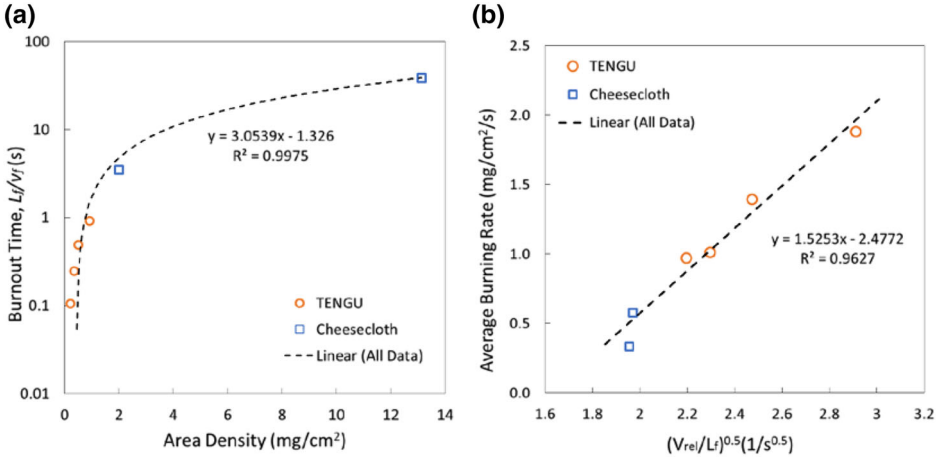 (a)
100
10
1
0.1
0.01
Burnout Time, Lf/vf (s)
y = 3.0539x - 1.326
R² = 0.9975
TENGU
Cheesecloth
Linear (All Data)
0 2 4 6 8 10 12 14
Area Density (mg/cm²)
(b)
2.5
2.0
1.5
1.0
0.5
0.0
Average Burning Rate (mg/cm²/s)
TENGU
Cheesecloth
Linear (All Data)
y = 1.5253x - 2.4772
R² = 0.9627
1.6 2 2.2 2.4 2.6 2.8 3 3.2
(Vrel/Lf)^0.5(1/s^0.5)